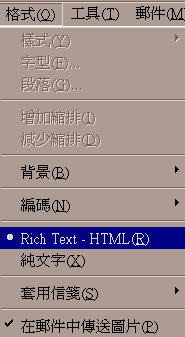 格式(O) 工具(T) 郵件(M
樣式(Y)
字型(F)...
段落(G)...
增加縮排(I)
減少縮排(D)
背景(B)
編碼(N)
Rich Text - HTML(R)
純文字(X)
套用信箋(S)
在郵件中傳送圖片(P)